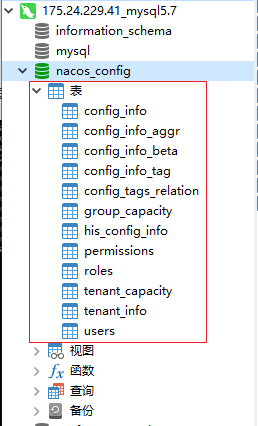 175.24.229.41_mysql5.7
information_schema
mysql
nacos_config
表
config_info
config_info_aggr
config_info_beta
config_info_tag
config_tags_relation
group_capacity
his_config_info
permissions
roles
tenant_capacity
tenant_info
users
视图
函数
查询
备份